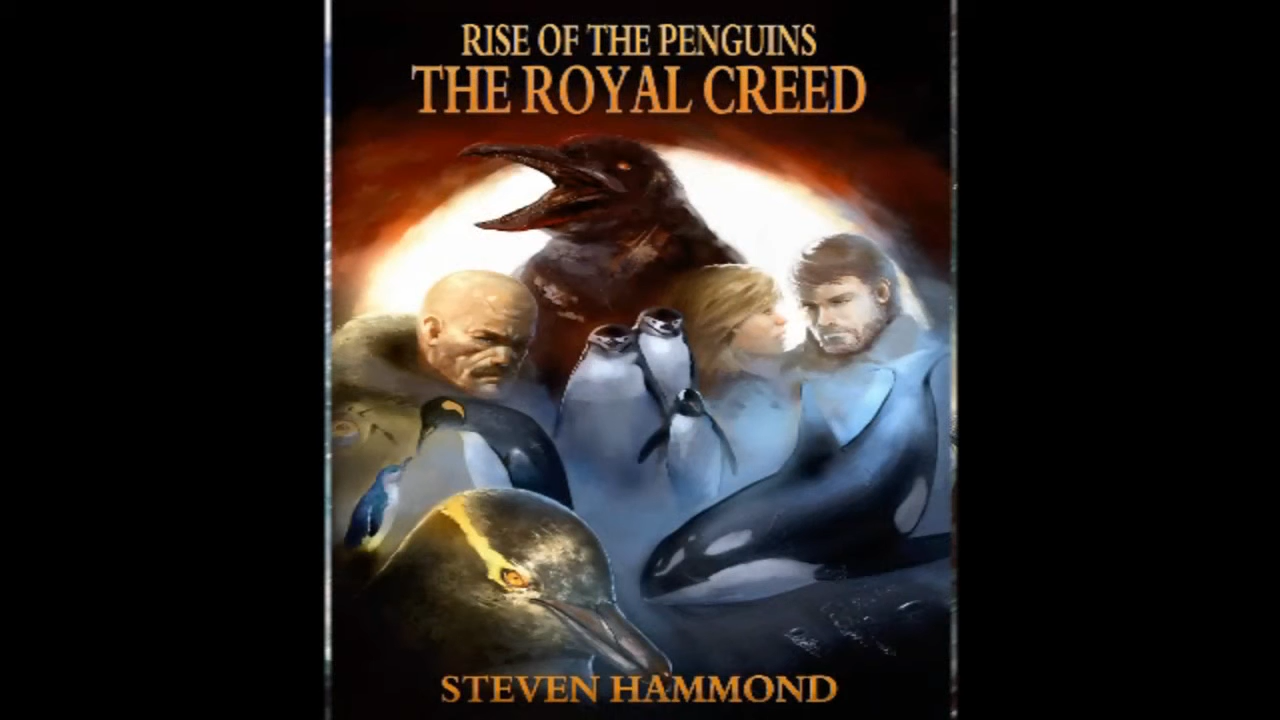 RISE OF THE PENGUINS
THE ROYAL CREED
STEVEN HAMMOND